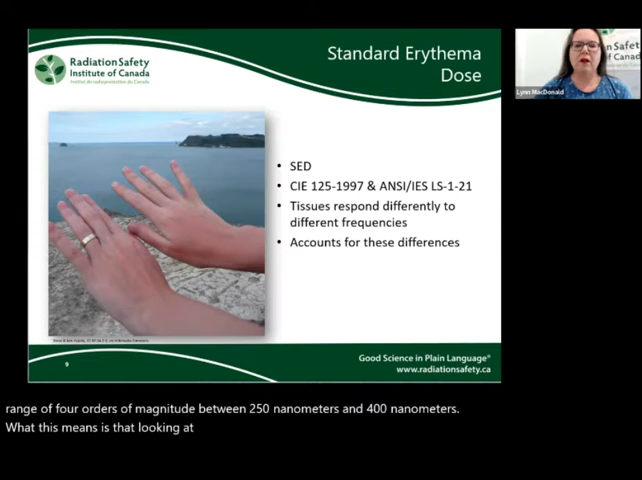 Radiation Safety
Institute of Canada
Institut de radioprotection du Canada
Standard Erythema
Dose
• SED
• CIE 125-1997 & ANSI/IES LS-1-21
• Tissues respond differently to
different frequencies
• Accounts for these differences
9
Good Science in Plain Language®
www.radiationsafety.ca
Lynn MacDonald
range of four orders of magnitude between 250 nanometers and 400 nanometers.
What this means is that looking at